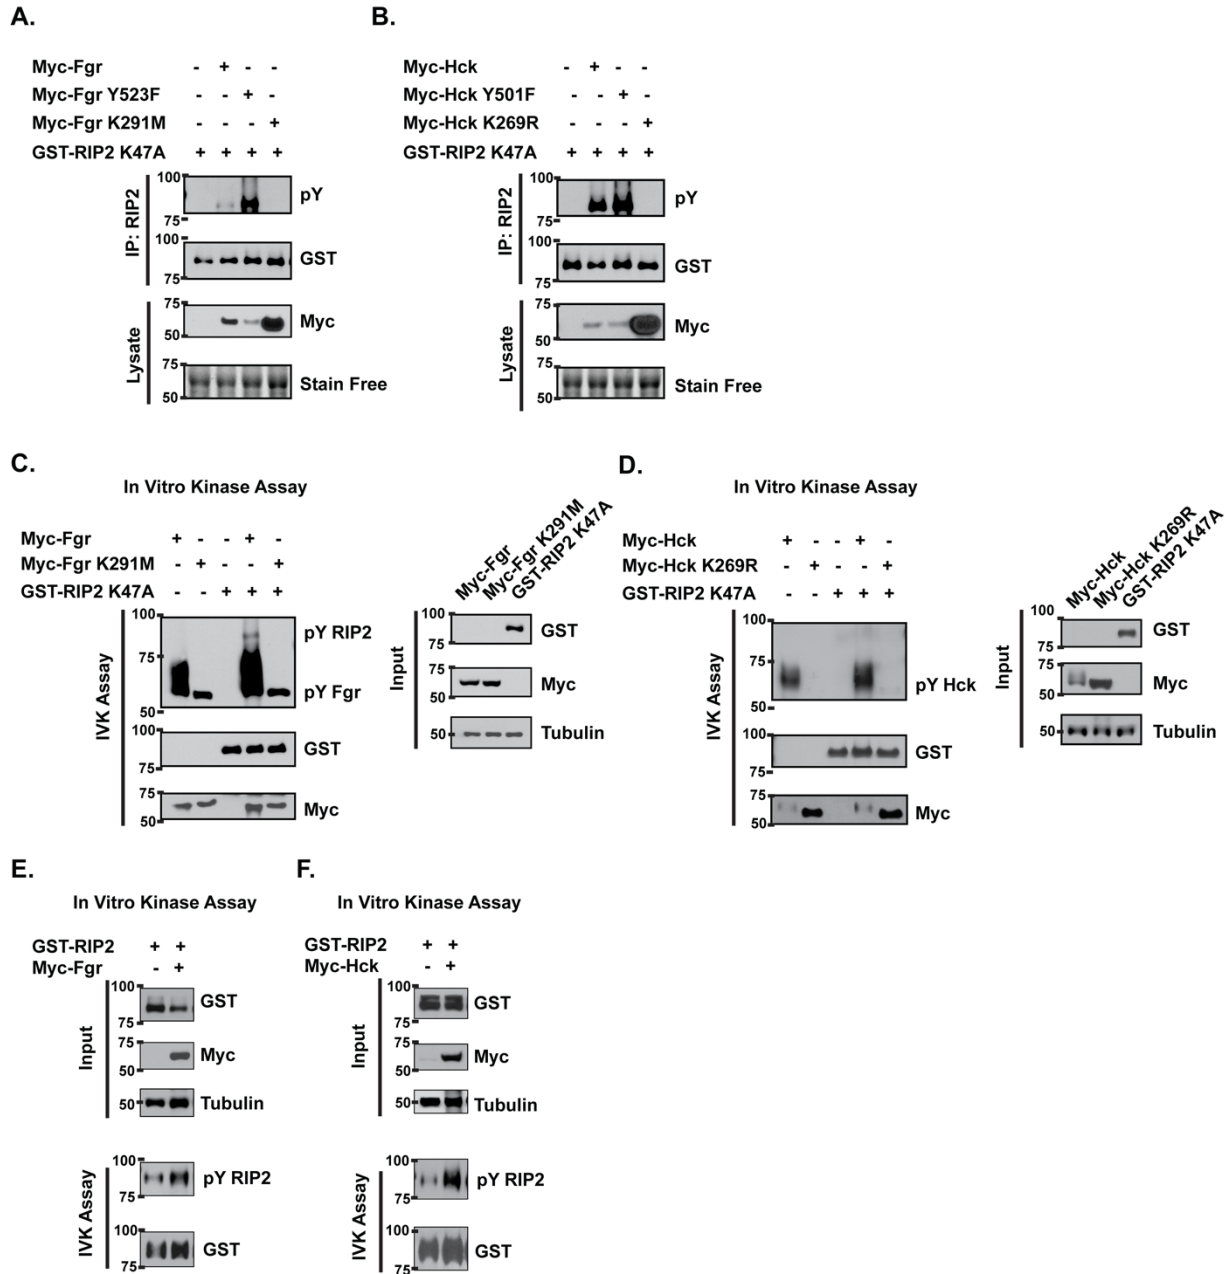 A.
Myc-Fgr - + - -
Myc-Fgr Y523F - - + -
Myc-Fgr K291M - - - +
GST-RIP2 K47A + + + +
IP: RIP2
100
75
pY
100
75
GST
Lysate
75
50
Myc
75
50
Stain Free
B.
Myc-Hck - + - -
Myc-Hck Y501F - - + -
Myc-Hck K269R - - - +
GST-RIP2 K47A + + + +
IP: RIP2
100
75
pY
100
75
GST
Lysate
75
50
Myc
75
50
Stain Free
C.
In Vitro Kinase Assay
Myc-Fgr + - - + -
Myc-Fgr K291M - + - - +
GST-RIP2 K47A - - + + +
IVK Assay
100
75
50
pY RIP2
pY Fgr
100
75
GST
75
50
Myc
Myc-Fgr
Myc-Fgr K291M
GST-RIP2 K47A
Input
100
75
GST
75
50
Myc
50
Tubulin
D.
In Vitro Kinase Assay
Myc-Hck + - - + -
Myc-Hck K269R - + - - +
GST-RIP2 K47A - - + + +
IVK Assay
100
75
50
pY Hck
100
75
GST
75
50
Myc
Myc-Hck
Myc-Hck K269R
GST-RIP2 K47A
Input
100
75
GST
75
50
Myc
50
Tubulin
E.
In Vitro Kinase Assay
GST-RIP2 + +
Myc-Fgr - +
Input
100
75
GST
75
50
Myc
50
Tubulin
IVK Assay
100
75
pY RIP2
100
75
GST
F.
In Vitro Kinase Assay
GST-RIP2 + +
Myc-Hck - +
Input
100
75
GST
75
50
Myc
50
Tubulin
IVK Assay
100
75
pY RIP2
100
75
GST